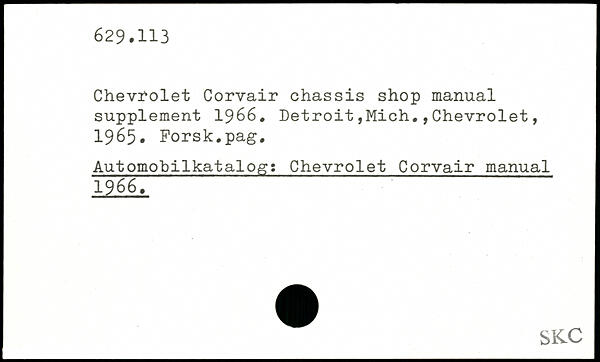 629.113
Chevrolet Corvair chassis shop manual
supplement 1966. Detroit,Mich.,Chevrolet,
1965. Forsk.pag.
Automobilkatalog: Chevrolet Corvair manual
1966.
SKC